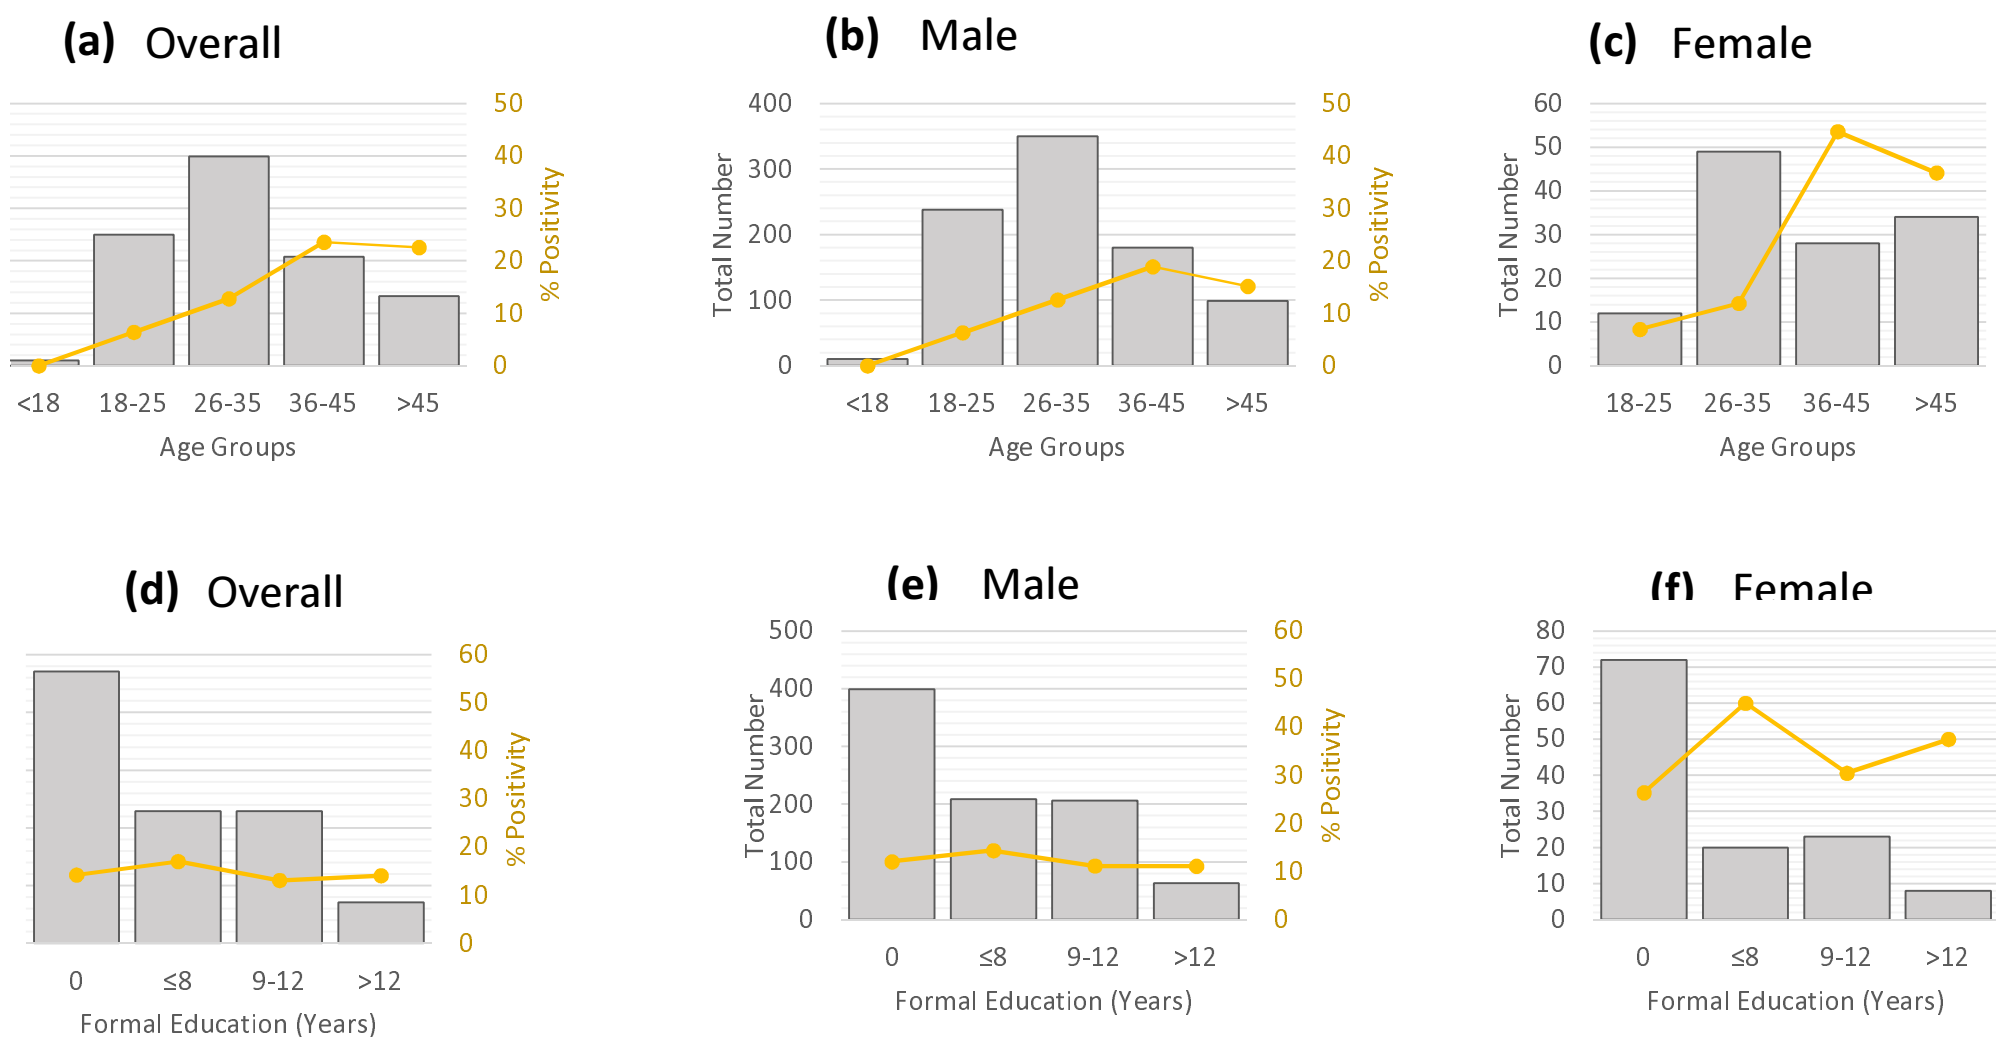 (a) Overall
50
40
30
20
10
0
% Positivity
<18 18-25 26-35 36-45 >45
Age Groups
(b) Male
400
300
200
100
0
Total Number
50
40
30
20
10
0
% Positivity
<18 18-25 26-35 36-45 >45
Age Groups
(c) Female
60
50
40
30
20
10
0
Total Number
18-25 26-35 36-45 >45
Age Groups
(d) Overall
60
50
40
30
20
10
0
% Positivity
0 ≤8 9-12 >12
Formal Education (Years)
(e) Male
500
400
300
200
100
0
Total Number
60
50
40
30
20
10
0
% Positivity
0 ≤8 9-12 >12
Formal Education (Years)
(f) Female
80
70
60
50
40
30
20
10
0
Total Number
0 ≤8 9-12 >12
Formal Education (Years)